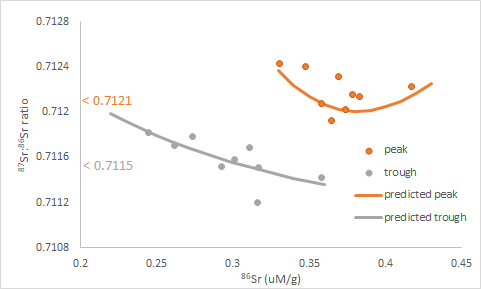 0.7128
0.7124
< 0.7121
0.712
⁸⁷Sr:⁸⁶Sr ratio
peak
0.7116
< 0.7115
trough
predicted peak
0.7112
predicted trough
0.7108
0.2 0.25 0.3 0.35 0.4 0.45
⁸⁶Sr (uM/g)